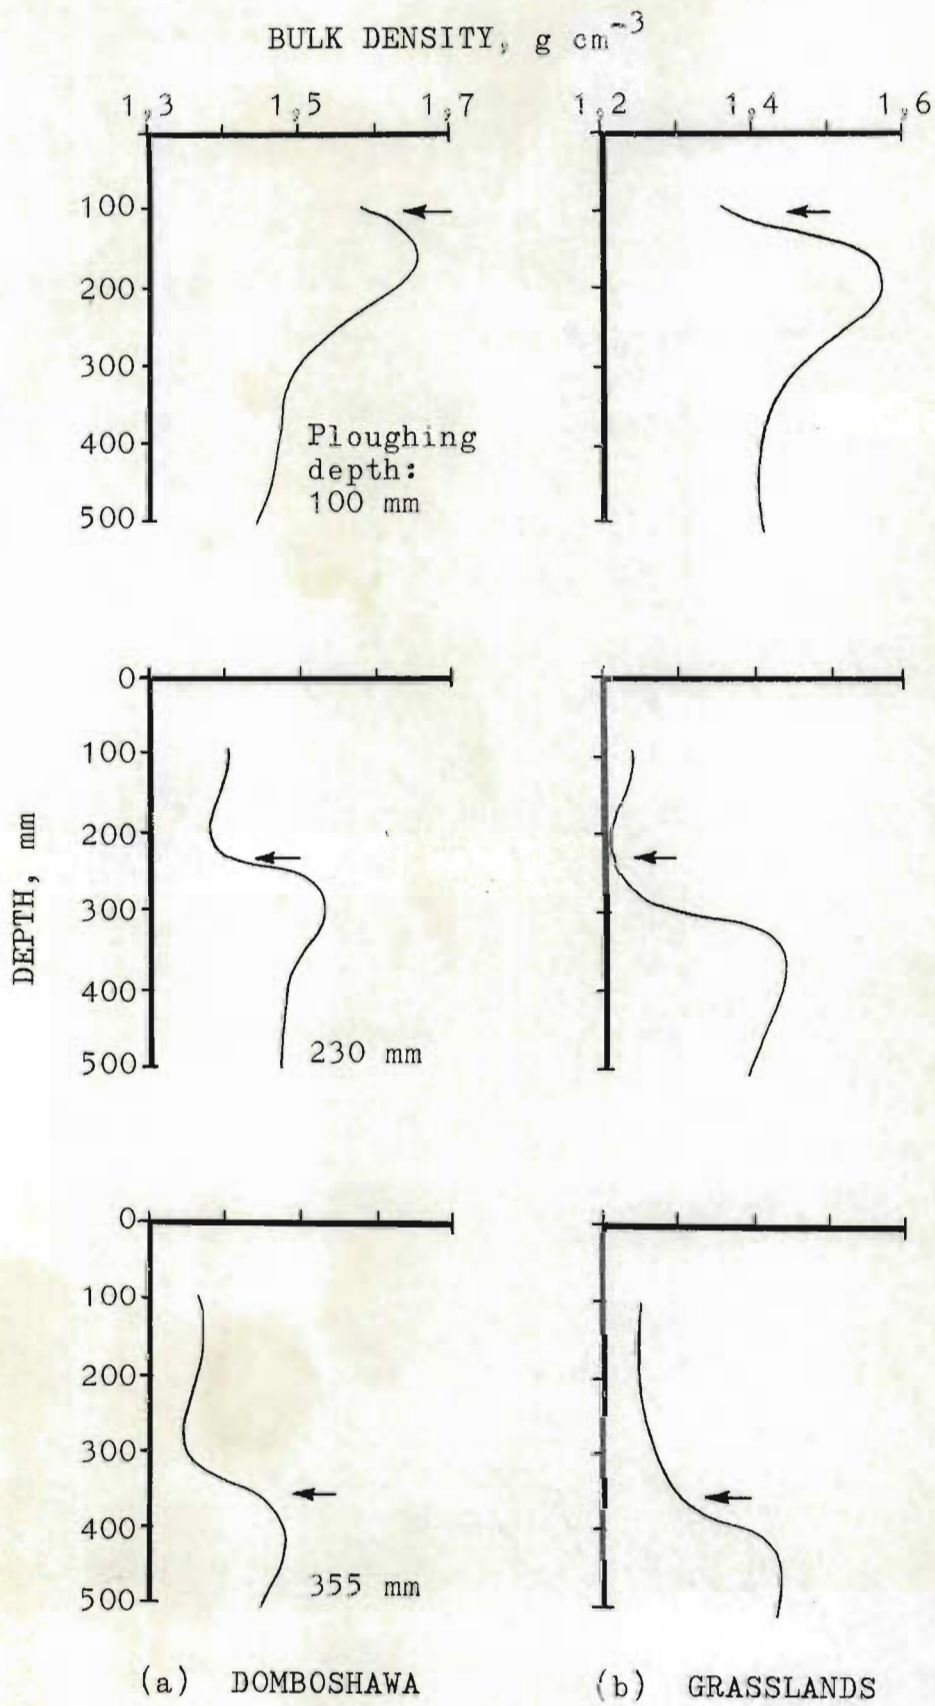 BULK DENSITY, g cm⁻³
1,3 1,5 1,7 1,2 1,4 1,6
100
200
300
400
500
Ploughing
depth:
100 mm
DEPTH, mm
0
100
200
300
400
500
230 mm
0
100
200
300
400
500
355 mm
(a) DOMBOSHAWA (b) GRASSLANDS